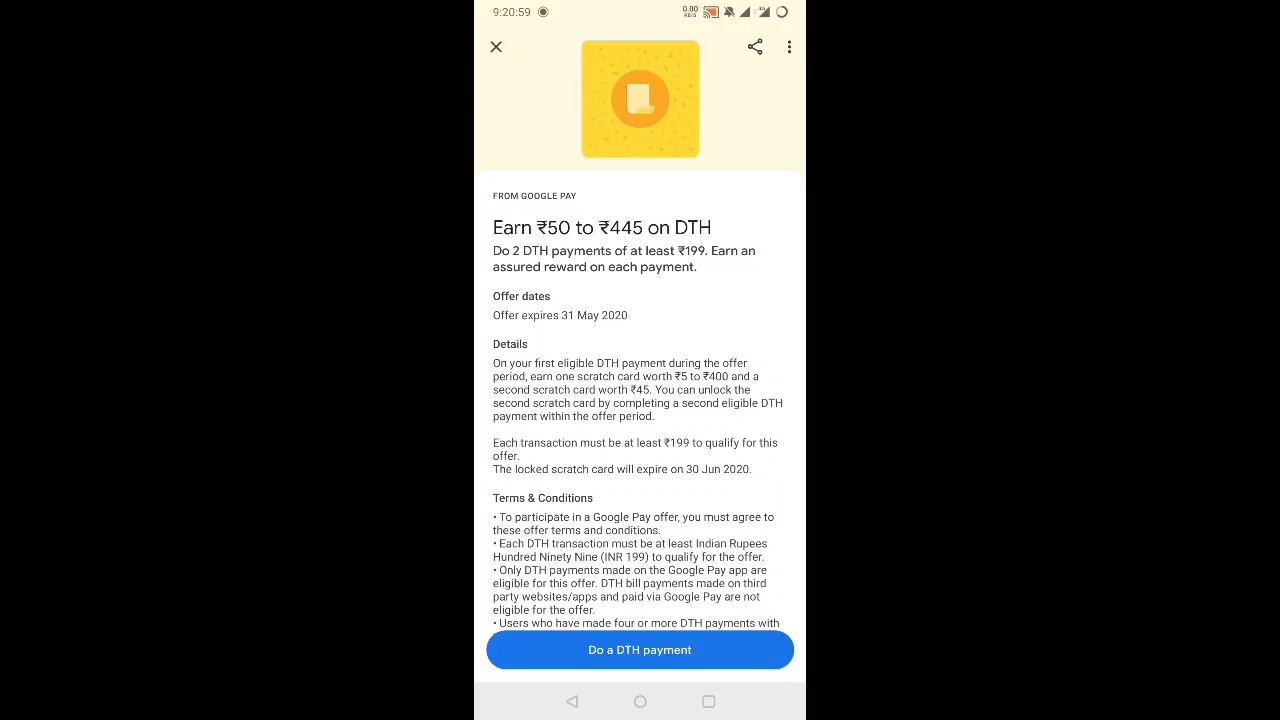 9:20:59
0.00
KB/S
4G
FROM GOOGLE PAY
Earn ₹50 to ₹445 on DTH
Do 2 DTH payments of at least ₹199. Earn an
assured reward on each payment.
Offer dates
Offer expires 31 May 2020
Details
On your first eligible DTH payment during the offer
period, earn one scratch card worth ₹5 to ₹400 and a
second scratch card worth ₹45. You can unlock the
second scratch card by completing a second eligible DTH
payment within the offer period.
Each transaction must be at least ₹199 to qualify for this
offer.
The locked scratch card will expire on 30 Jun 2020.
Terms & Conditions
• To participate in a Google Pay offer, you must agree to
these offer terms and conditions.
• Each DTH transaction must be at least Indian Rupees
Hundred Ninety Nine (INR 199) to qualify for the offer.
• Only DTH payments made on the Google Pay app are
eligible for this offer. DTH bill payments made on third
party websites/apps and paid via Google Pay are not
eligible for the offer.
• Users who have made four or more DTH payments with
Do a DTH payment